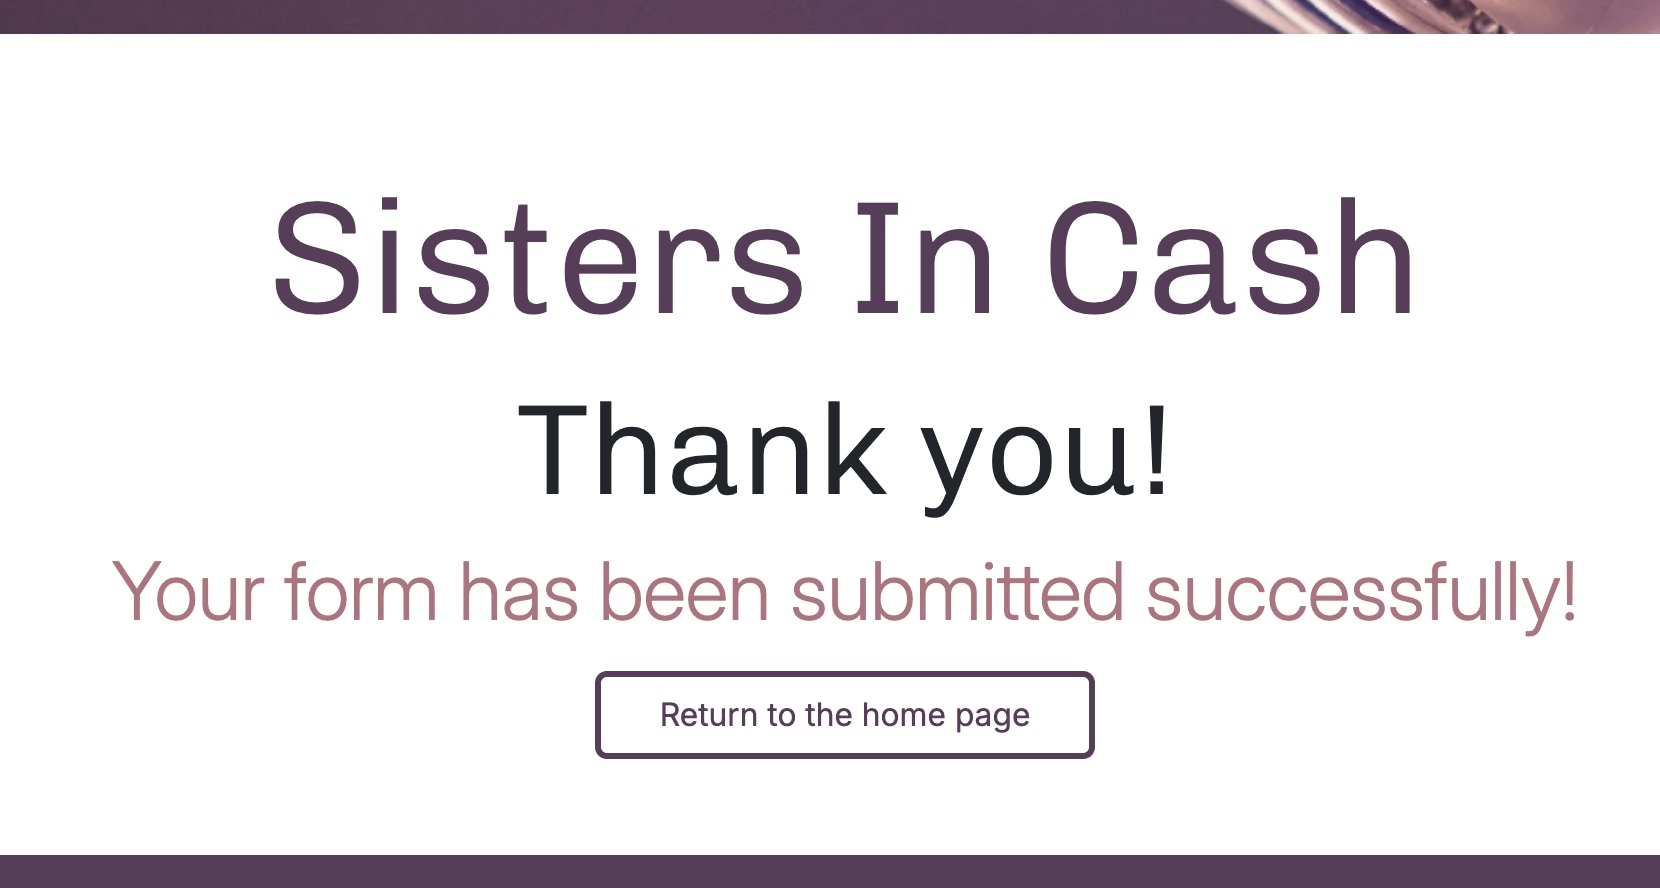 Sisters In Cash
Thank you!
Your form has been submitted successfully!
Return to the home page